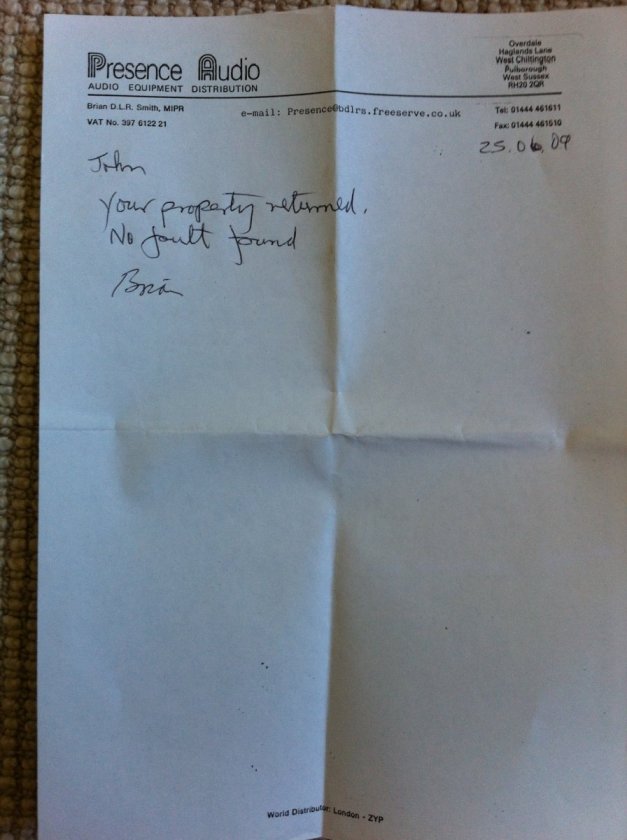 Presence Audio
AUDIO EQUIPMENT DISTRIBUTION
Overdale
Haglands Lane
West Chiltington
Pulborough
West Sussex
RH20 2QR
Brian D.L.R. Smith, MIPR
VAT No. 397 6122 21
e-mail: Presence@bdlrs.freeserve.co.uk
Tel: 01444 461611
Fax: 01444 461510
25.06.09
John
Your property returned.
No fault found
Brian
World Distributor: London - ZYP